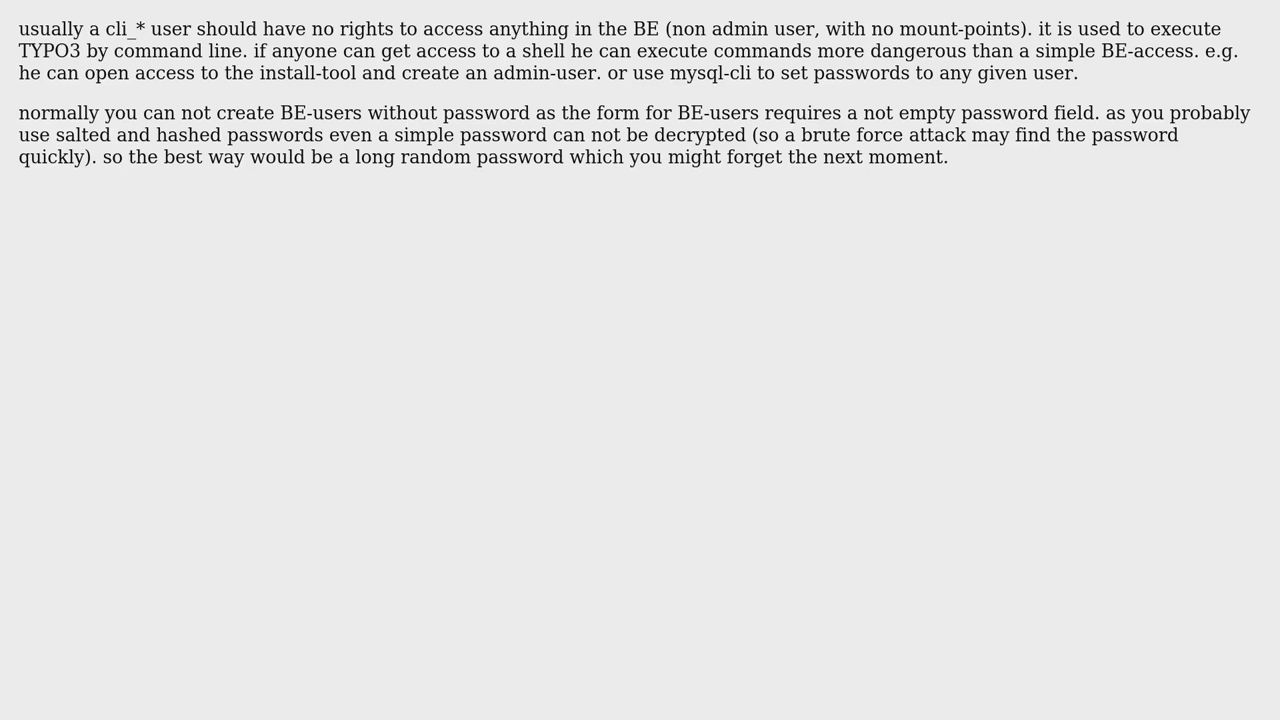 usually a cli_* user should have no rights to access anything in the BE (non admin user, with no mount-points). it is used to execute
TYPO3 by command line. if anyone can get access to a shell he can execute commands more dangerous than a simple BE-access. e.g.
he can open access to the install-tool and create an admin-user. or use mysql-cli to set passwords to any given user.
normally you can not create BE-users without password as the form for BE-users requires a not empty password field. as you probably
use salted and hashed passwords even a simple password can not be decrypted (so a brute force attack may find the password
quickly). so the best way would be a long random password which you might forget the next moment.